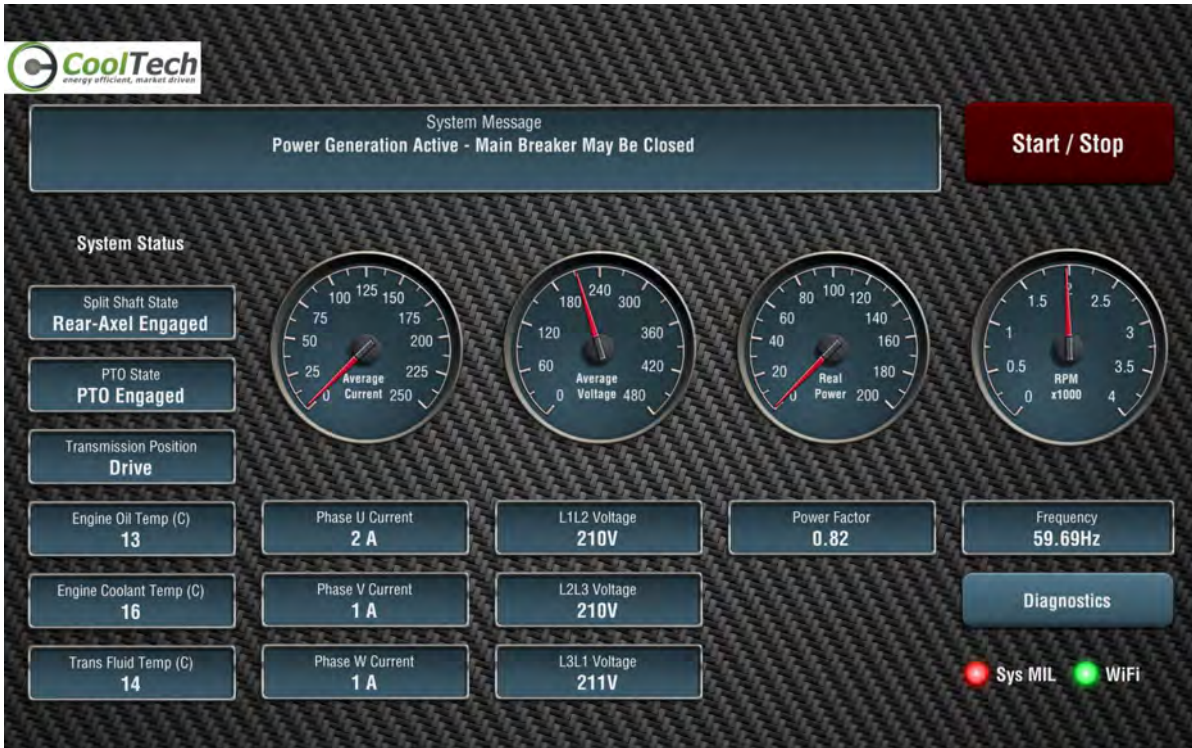 CoolTech
energy efficient, market driven
System Message
Power Generation Active - Main Breaker May Be Closed
Start / Stop
System Status
Split Shaft State
Rear-Axel Engaged
PTO State
PTO Engaged
Transmission Position
Drive
Engine Oil Temp (C)
13
Engine Coolant Temp (C)
16
Trans Fluid Temp (C)
14
0 25 50 75 100 125 150 175 200 225 250
Average
Current
0 60 120 180 240 300 360 420 480
Average
Voltage
0 20 40 60 80 100 120 140 160 180 200
Real
Power
0 0.5 1 1.5 2 2.5 3 3.5 4
RPM
x1000
Phase U Current
2 A
Phase V Current
1 A
Phase W Current
1 A
L1L2 Voltage
210V
L2L3 Voltage
210V
L3L1 Voltage
211V
Power Factor
0.82
Frequency
59.69Hz
Diagnostics
Sys MIL
WiFi